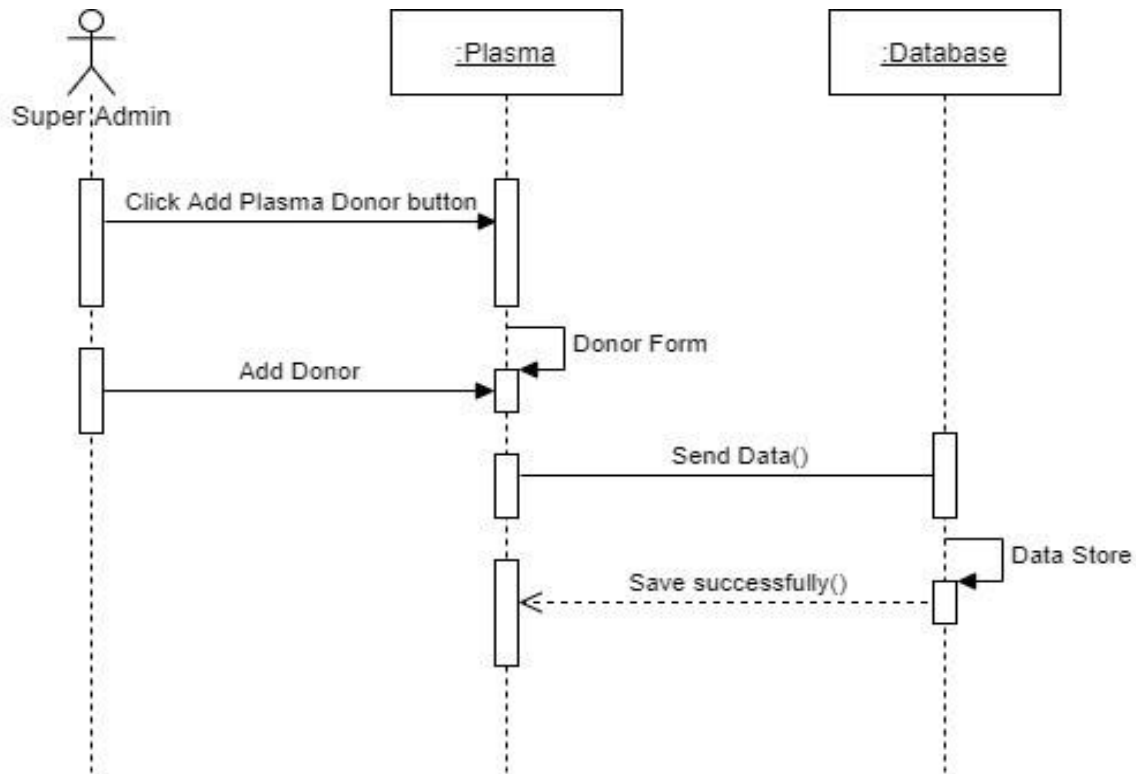 :Plasma
:Database
Super Admin
Click Add Plasma Donor button
Donor Form
Add Donor
Send Data()
Data Store
Save successfully()